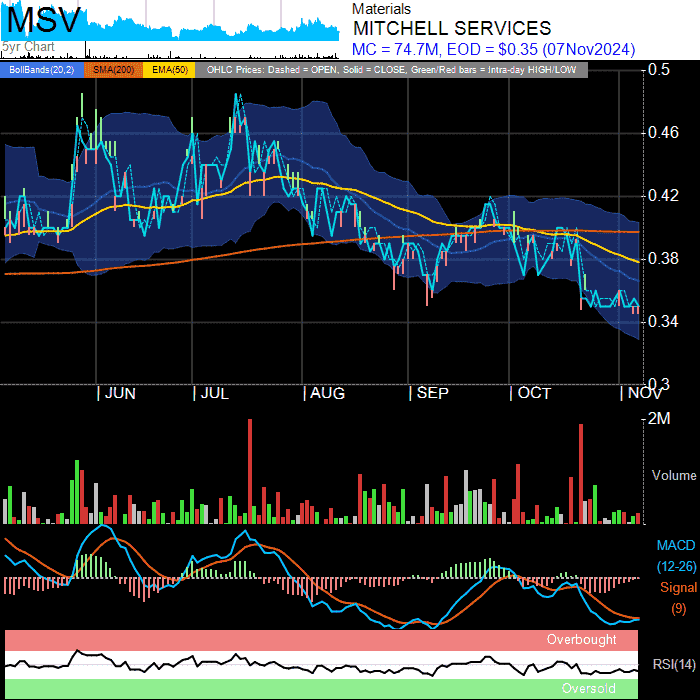 MSV
5yr Chart
Materials
MITCHELL SERVICES
MC = 74.7M, EOD = $0.35 (07Nov2024)
BollBands(20,2) SMA(200) EMA(50) OHLC Prices: Dashed = OPEN, Solid = CLOSE, Green/Red bars = Intra-day HIGH/LOW
0.5
0.46
0.42
0.38
0.34
0.3
JUN JUL AUG SEP OCT NOV
2M
Volume
MACD
(12-26)
Signal
(9)
Overbought
RSI(14)
Oversold